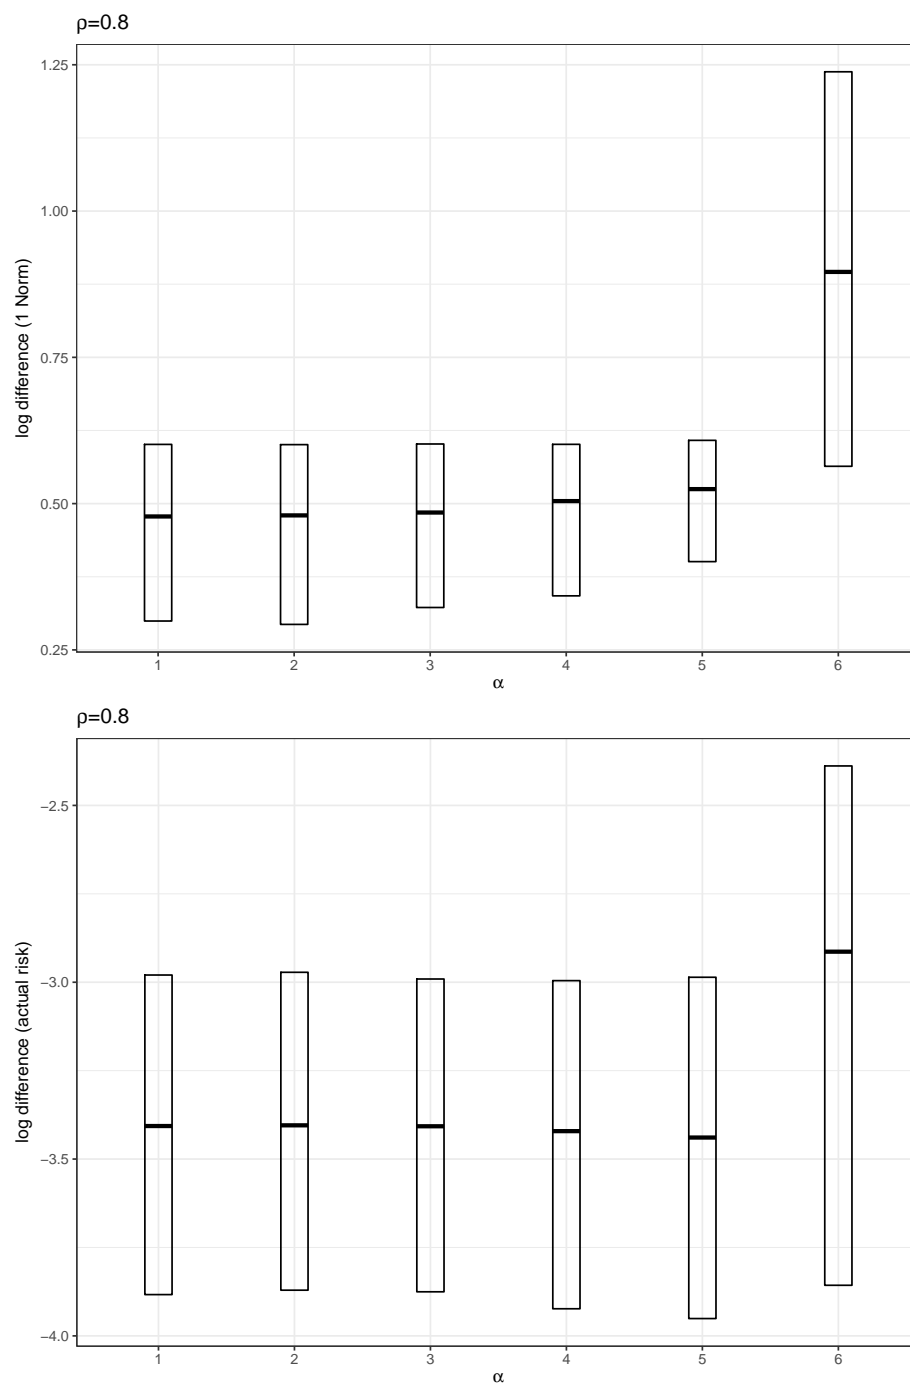 ρ=0.8
log difference (1 Norm)
1.25
1.00
0.75
0.50
0.25
1 2 3 4 5 6
α
ρ=0.8
log difference (actual risk)
−2.5
−3.0
−3.5
−4.0
1 2 3 4 5 6
α